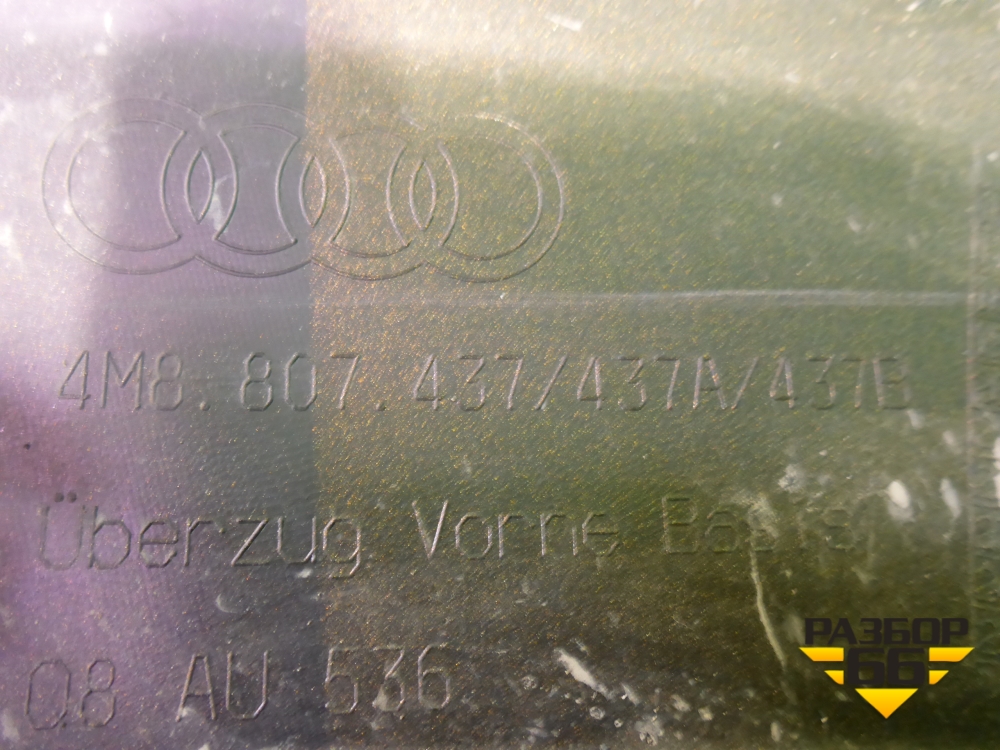 4M8.807.437/437A/437B
Überzug Vorne Basis
Q8 AU 536
РАЗБОР
66